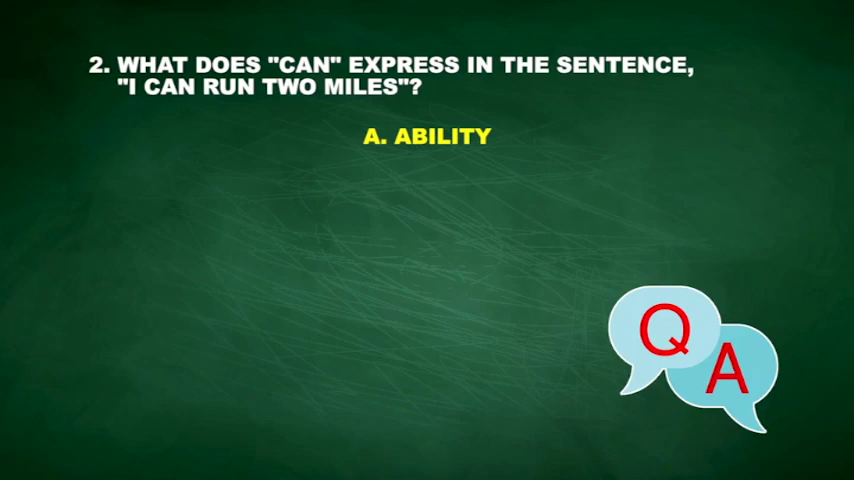 2. WHAT DOES "CAN" EXPRESS IN THE SENTENCE,
"I CAN RUN TWO MILES"?
A. ABILITY
Q
A